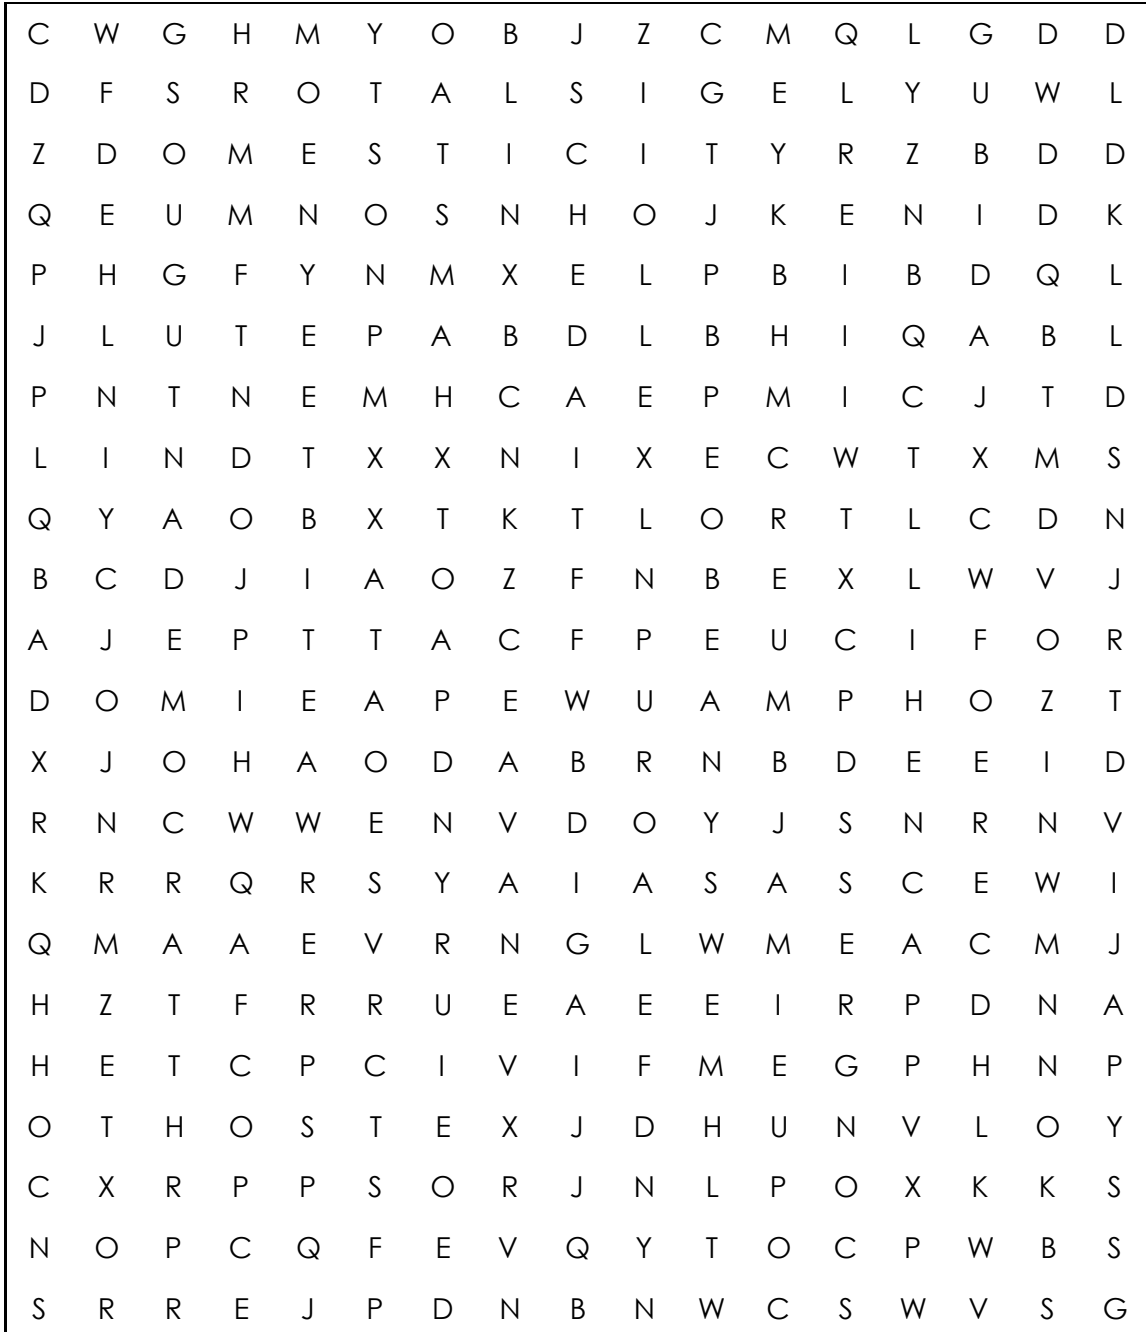 C W G H M Y O B J Z C M Q L G D D
D F S R O T A L S I G E L Y U W L
Z D O M E S T I C I T Y R Z B D D
Q E U M N O S N H O J K E N I D K
P H G F Y N M X E L P B I B D Q L
J L U T E P A B D L B H I Q A B L
P N T N E M H C A E P M I C J T D
L I N D T X X N I X E C W T X M S
Q Y A O B X T K T L O R T L C D N
B C D J I A O Z F N B E X L W V J
A J E P T T A C F P E U C I F O R
D O M I E A P E W U A M P H O Z T
X J O H A O D A B R N B D E E I D
R N C W W E N V D O Y J S N R N V
K R R Q R S Y A I A S A S C E W I
Q M A A E V R N G L W M E A C M J
H Z T F R R U E A E E I R P D N A
H E T C P C I V I F M E G P H N P
O T H O S T E X J D H U N V L O Y
C X R P P S O R J N L P O X K K S
N O P C Q F E V Q Y T O C P W B S
S R R E J P D N B N W C S W V S G